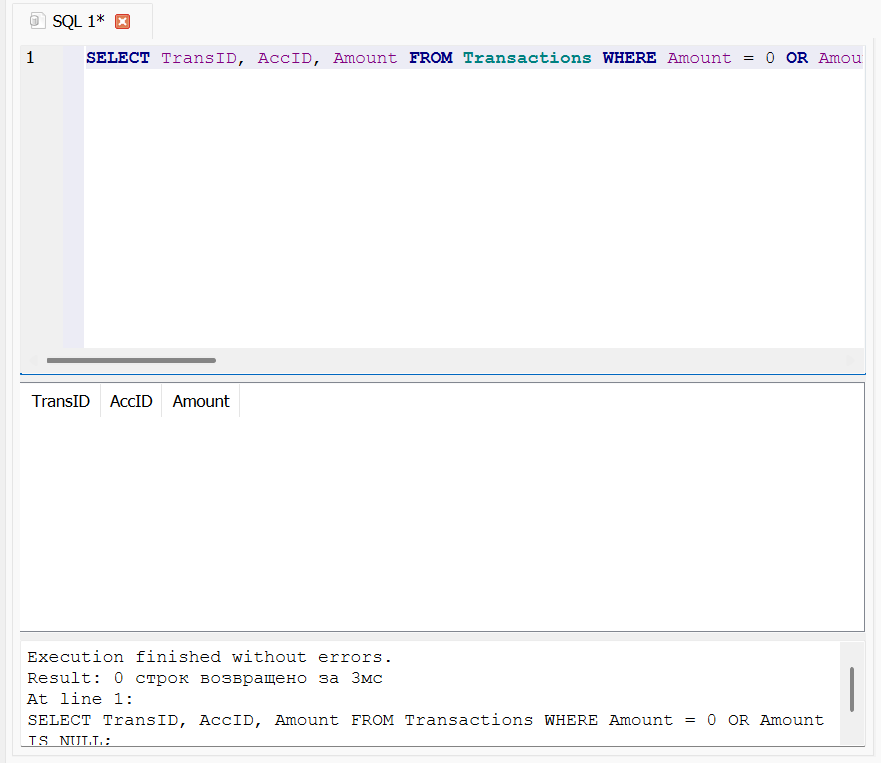 SQL 1*
1 SELECT TransID, AccID, Amount FROM Transactions WHERE Amount = 0 OR Amou
TransID AccID Amount
Execution finished without errors.
Result: 0 строк возвращено за 3мс
At line 1:
SELECT TransID, AccID, Amount FROM Transactions WHERE Amount = 0 OR Amount
IS NULL;